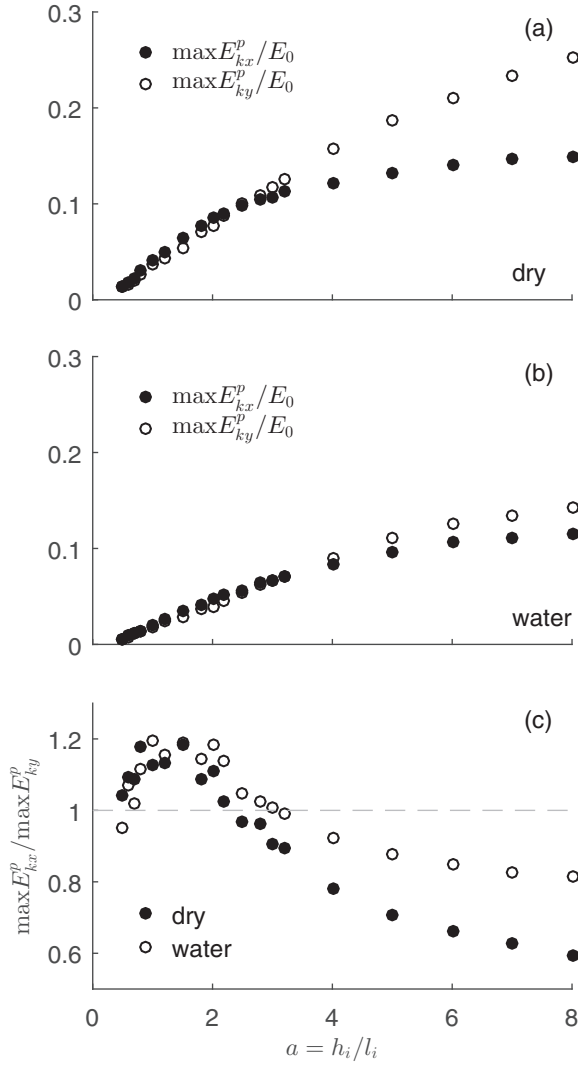 0.3
(a)
max$E^p_{kx}/E_0$
max$E^p_{ky}/E_0$
0.2
0.1
dry
0
0.3
(b)
max$E^p_{kx}/E_0$
max$E^p_{ky}/E_0$
0.2
0.1
water
0
(c)
1.2
1
0.8
0.6
max$E^p_{kx}$/max$E^p_{ky}$
dry
water
0 2 4 6 8
$a = h_i/l_i$